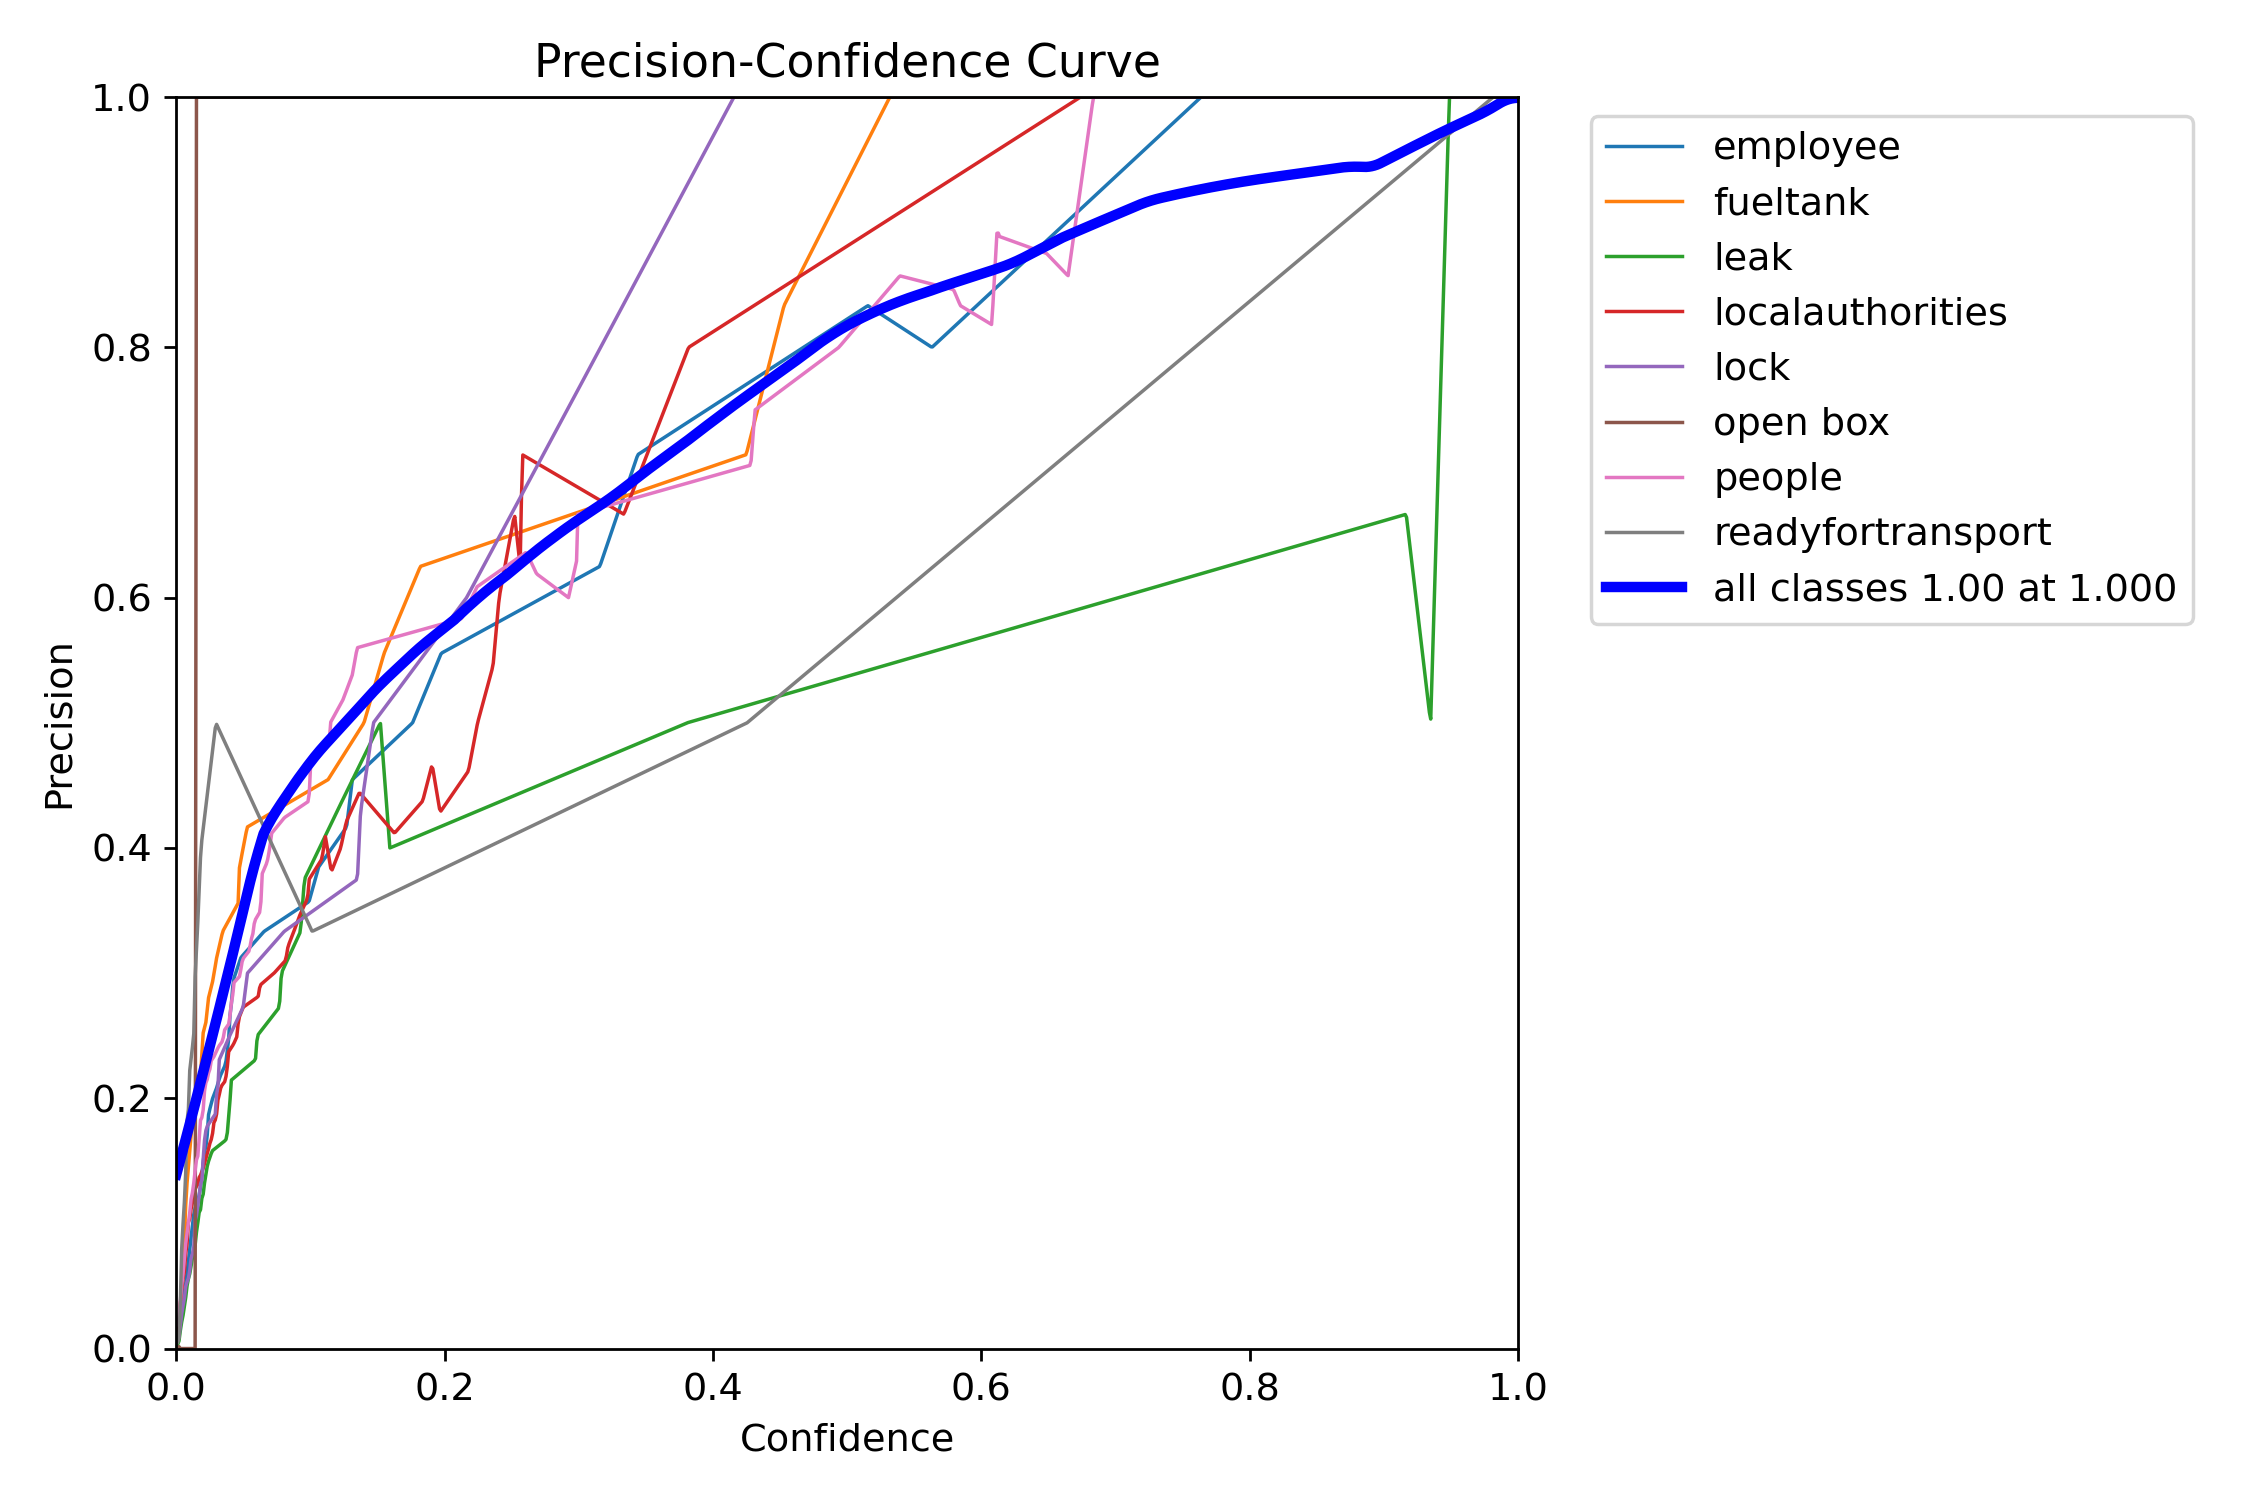 Precision-Confidence Curve
1.0
0.8
0.6
0.4
0.2
0.0
Precision
0.0 0.2 0.4 0.6 0.8 1.0
Confidence
employee
fueltank
leak
localauthorities
lock
open box
people
readyfortransport
all classes 1.00 at 1.000